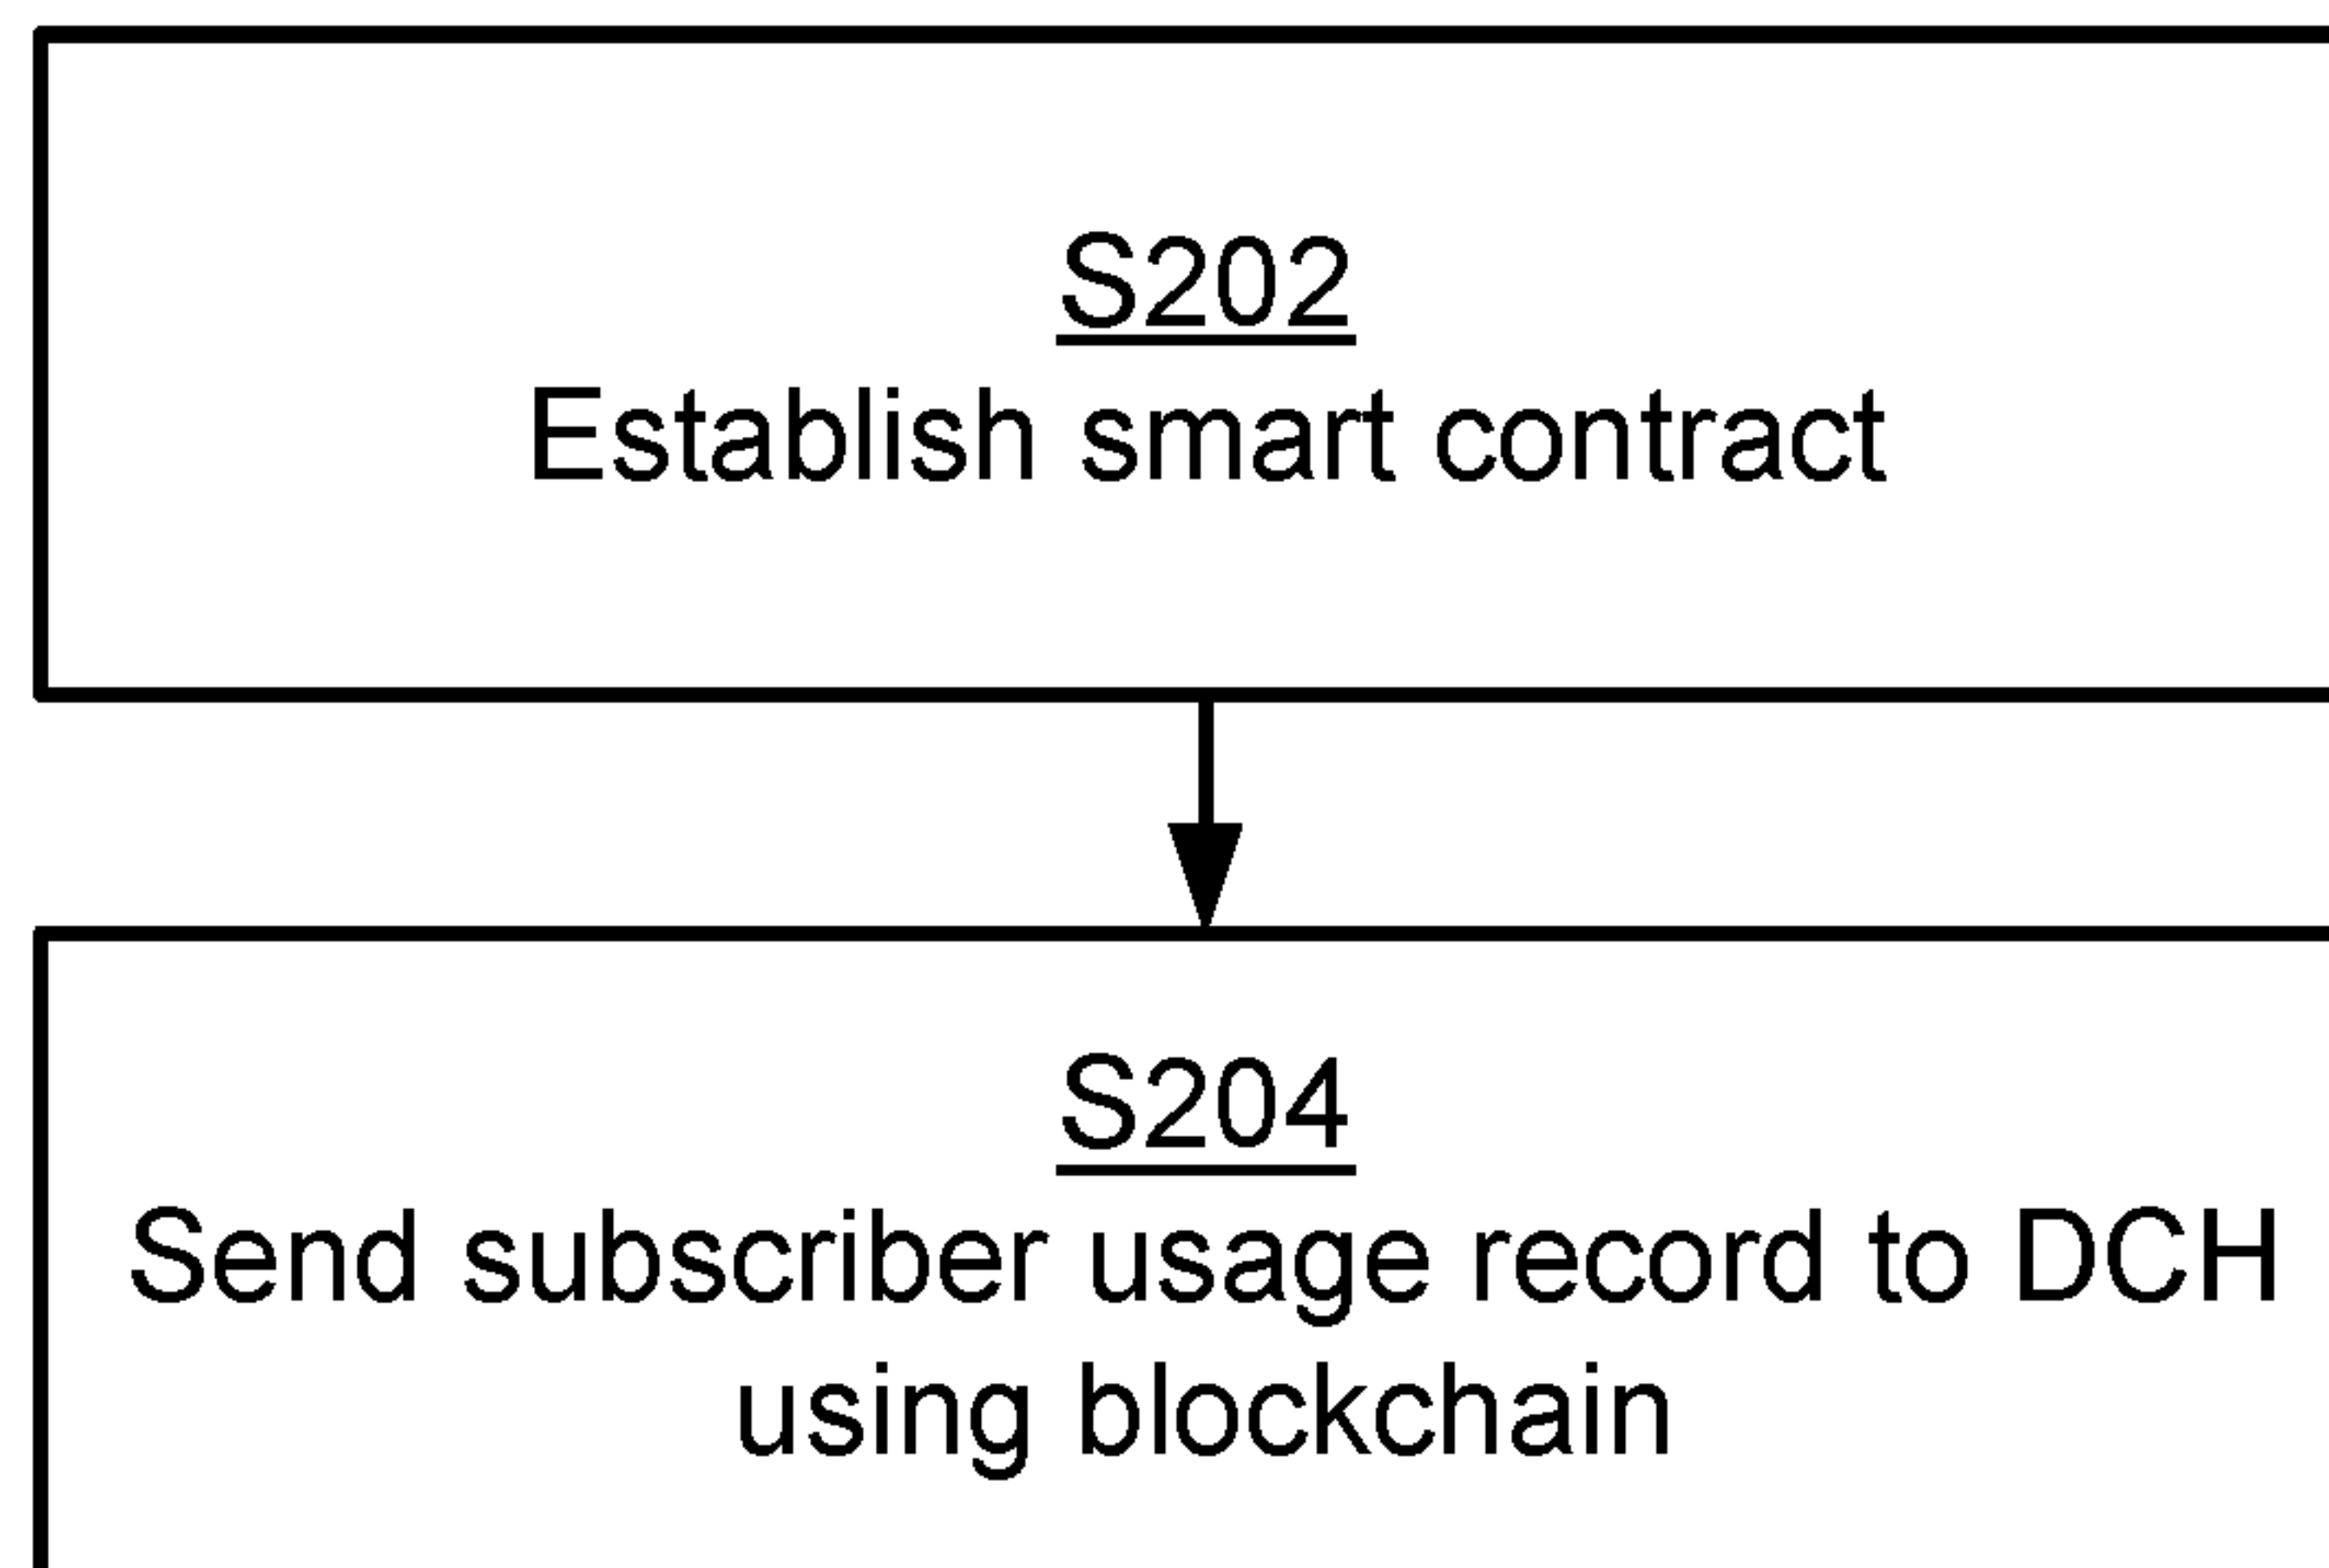 S202
Establish smart contract
S204
Send subscriber usage record to DCH
using blockchain